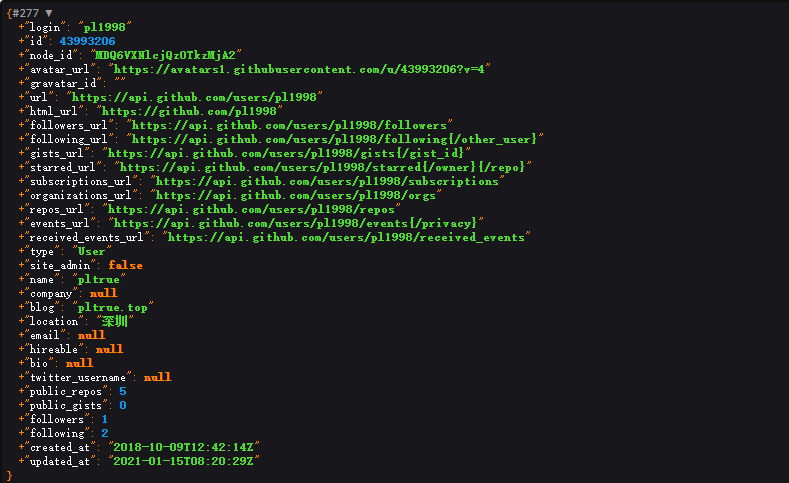 {#277 ▼
+"login": "pl1998"
+"id": 43993206
+"node_id": "MDQ6VXNlcjQzOTkzMjA2"
+"avatar_url": "https://avatars1.githubusercontent.com/u/43993206?v=4"
+"gravatar_id": ""
+"url": "https://api.github.com/users/pl1998"
+"html_url": "https://github.com/pl1998"
+"followers_url": "https://api.github.com/users/pl1998/followers"
+"following_url": "https://api.github.com/users/pl1998/following{/other_user}"
+"gists_url": "https://api.github.com/users/pl1998/gists{/gist_id}"
+"starred_url": "https://api.github.com/users/pl1998/starred{/owner}{/repo}"
+"subscriptions_url": "https://api.github.com/users/pl1998/subscriptions"
+"organizations_url": "https://api.github.com/users/pl1998/orgs"
+"repos_url": "https://api.github.com/users/pl1998/repos"
+"events_url": "https://api.github.com/users/pl1998/events{/privacy}"
+"received_events_url": "https://api.github.com/users/pl1998/received_events"
+"type": "User"
+"site_admin": false
+"name": "pltrue"
+"company": null
+"blog": "pltrue.top"
+"location": "深圳"
+"email": null
+"hireable": null
+"bio": null
+"twitter_username": null
+"public_repos": 5
+"public_gists": 0
+"followers": 1
+"following": 2
+"created_at": "2018-10-09T12:42:14Z"
+"updated_at": "2021-01-15T08:20:29Z"
}